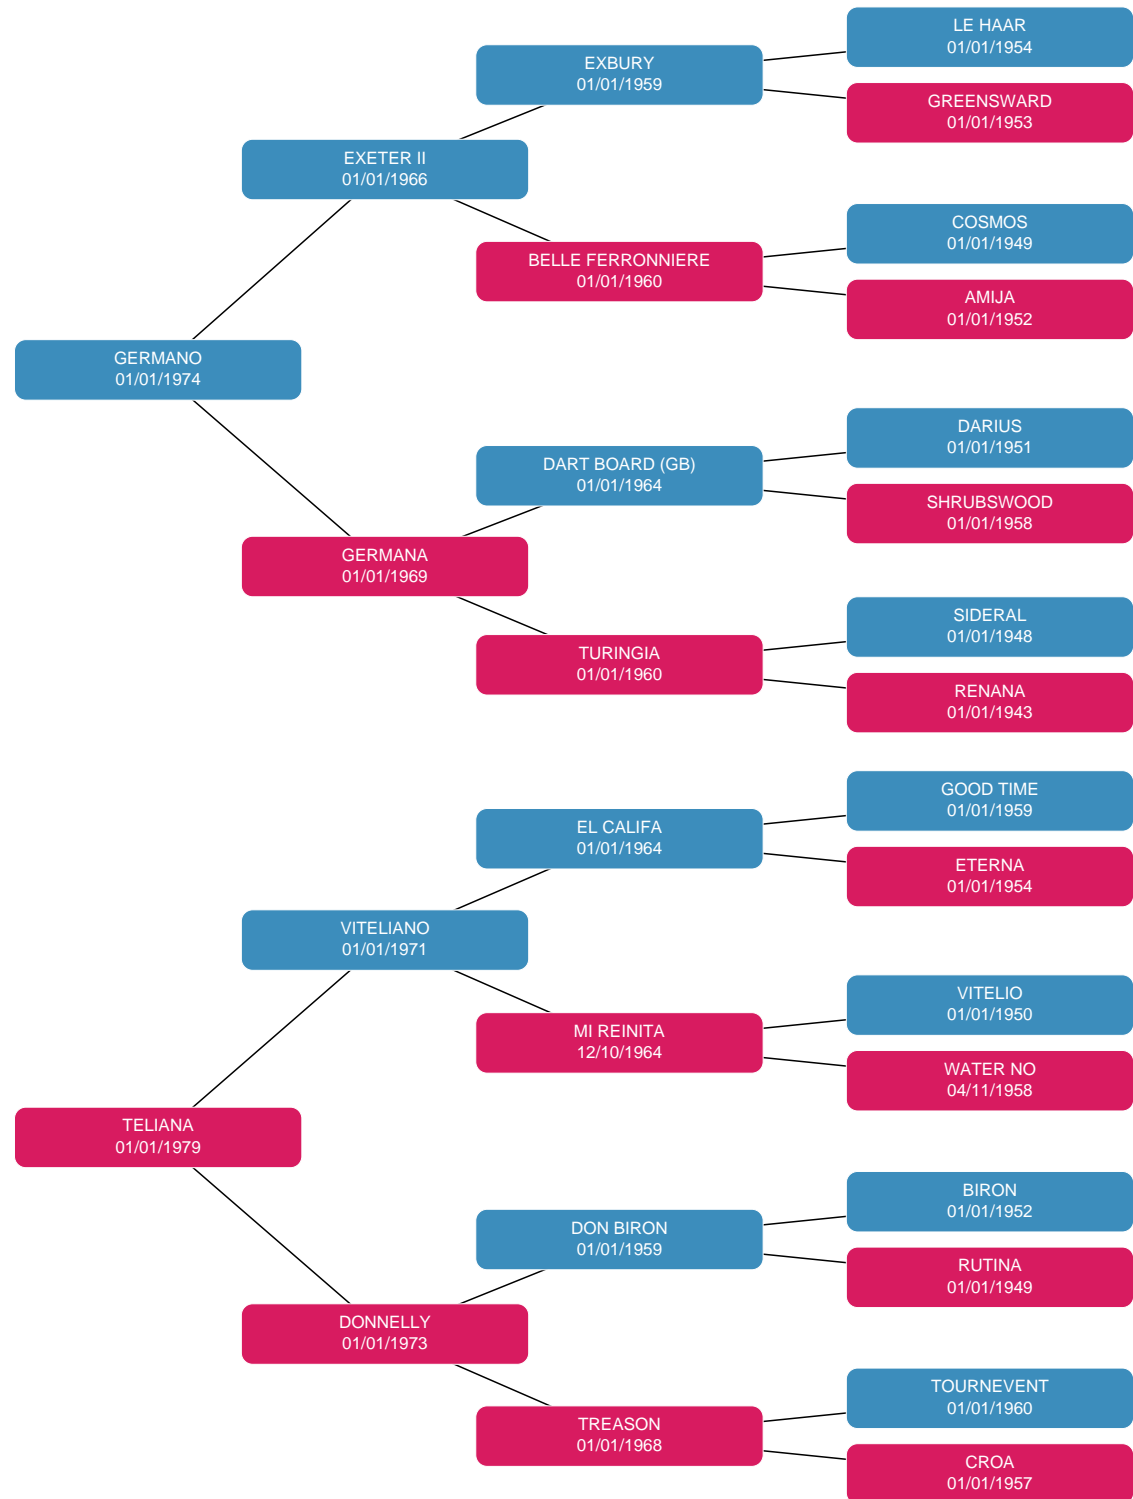 LE HAAR
01/01/1954
EXBURY
01/01/1959
GREENSWARD
01/01/1953
EXETER II
01/01/1966
COSMOS
01/01/1949
BELLE FERRONNIERE
01/01/1960
AMIJA
01/01/1952
GERMANO
01/01/1974
DARIUS
01/01/1951
DART BOARD (GB)
01/01/1964
SHRUBSWOOD
01/01/1958
GERMANA
01/01/1969
SIDERAL
01/01/1948
TURINGIA
01/01/1960
RENANA
01/01/1943
GOOD TIME
01/01/1959
EL CALIFA
01/01/1964
ETERNA
01/01/1954
VITELIANO
01/01/1971
VITELIO
01/01/1950
MI REINITA
12/10/1964
WATER NO
04/11/1958
TELIANA
01/01/1979
BIRON
01/01/1952
DON BIRON
01/01/1959
RUTINA
01/01/1949
DONNELLY
01/01/1973
TOURNEVENT
01/01/1960
TREASON
01/01/1968
CROA
01/01/1957